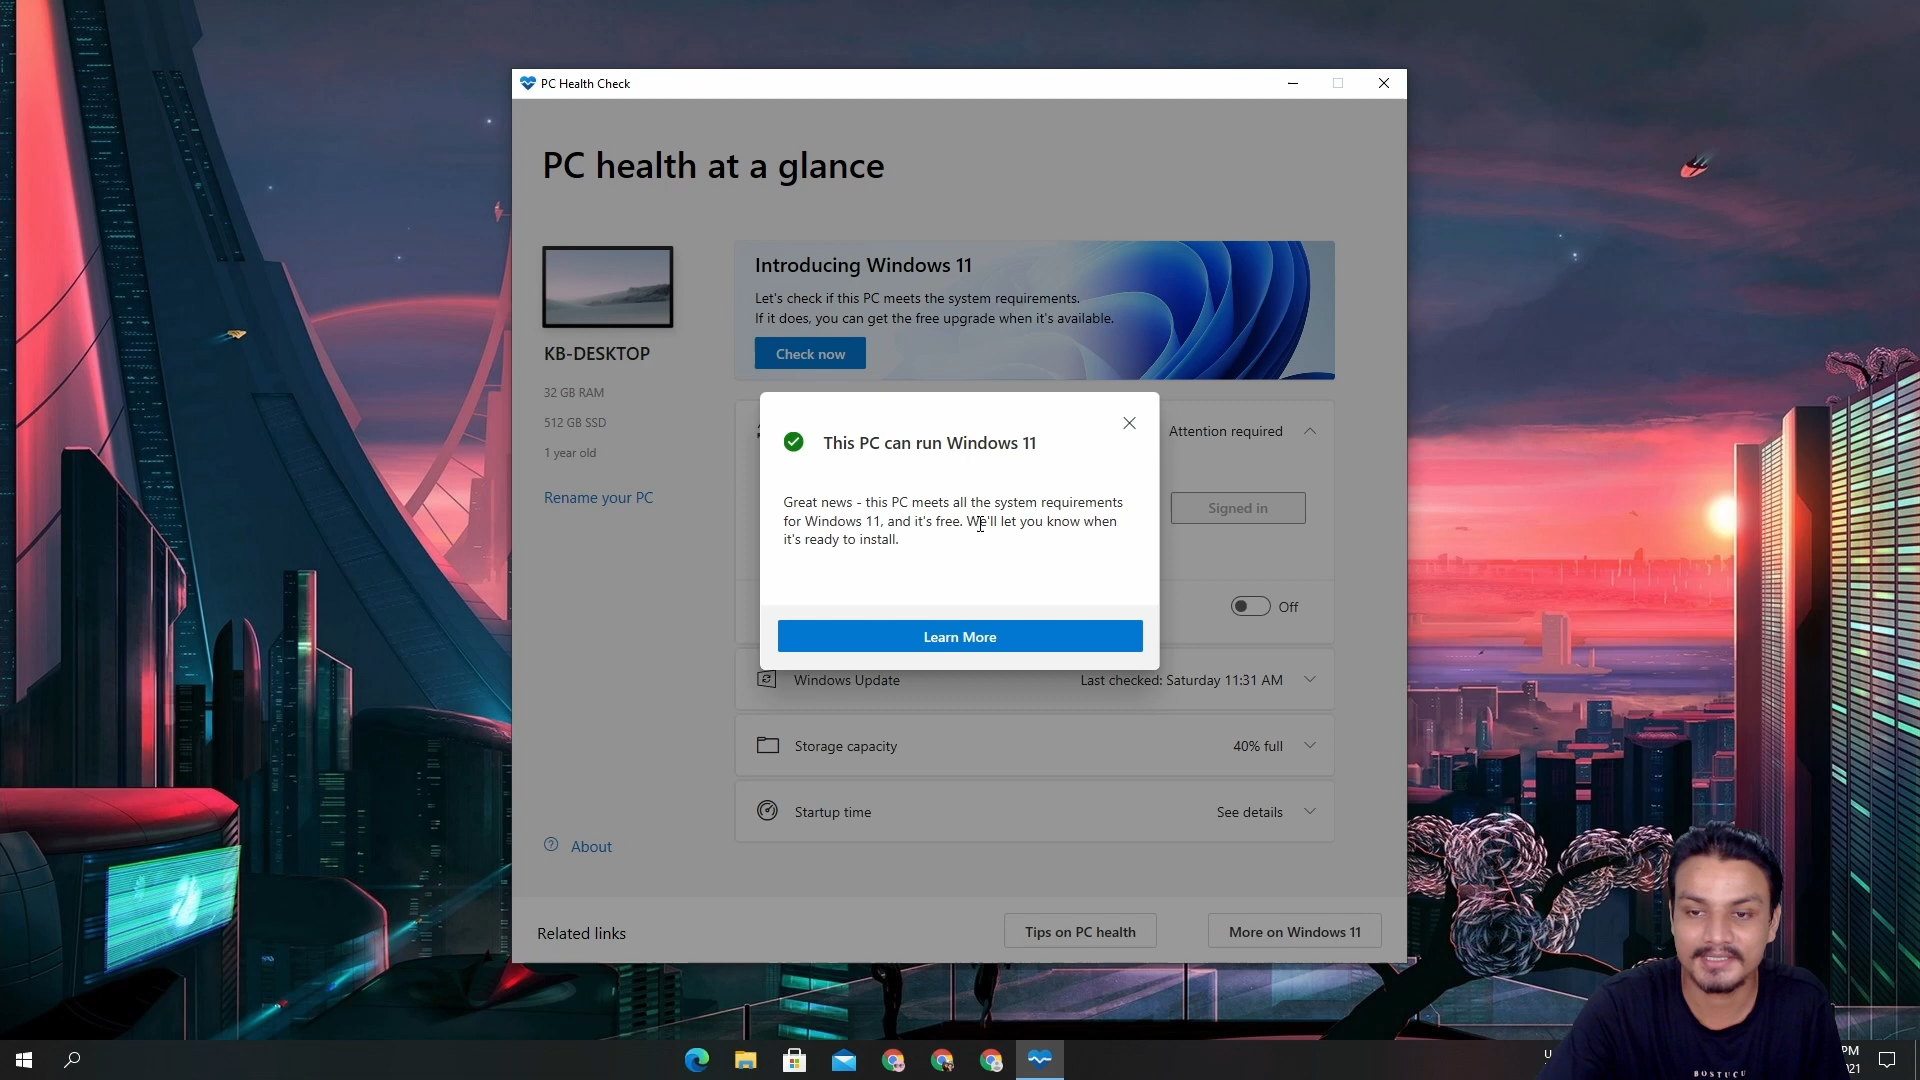 PC Health Check
PC health at a glance
Introducing Windows 11
Let's check if this PC meets the system requirements.
If it does, you can get the free upgrade when it's available.
Check now
KB-DESKTOP
32 GB RAM
512 GB SSD
1 year old
Rename your PC
Attention required
This PC can run Windows 11
Great news - this PC meets all the system requirements
for Windows 11, and it's free. We'll let you know when
it's ready to install.
Signed in
Off
Learn More
Windows Update
Last checked: Saturday 11:31 AM
Storage capacity
40% full
Startup time
See details
About
Related links
Tips on PC health
More on Windows 11
U
PM
21
BOSTUCU